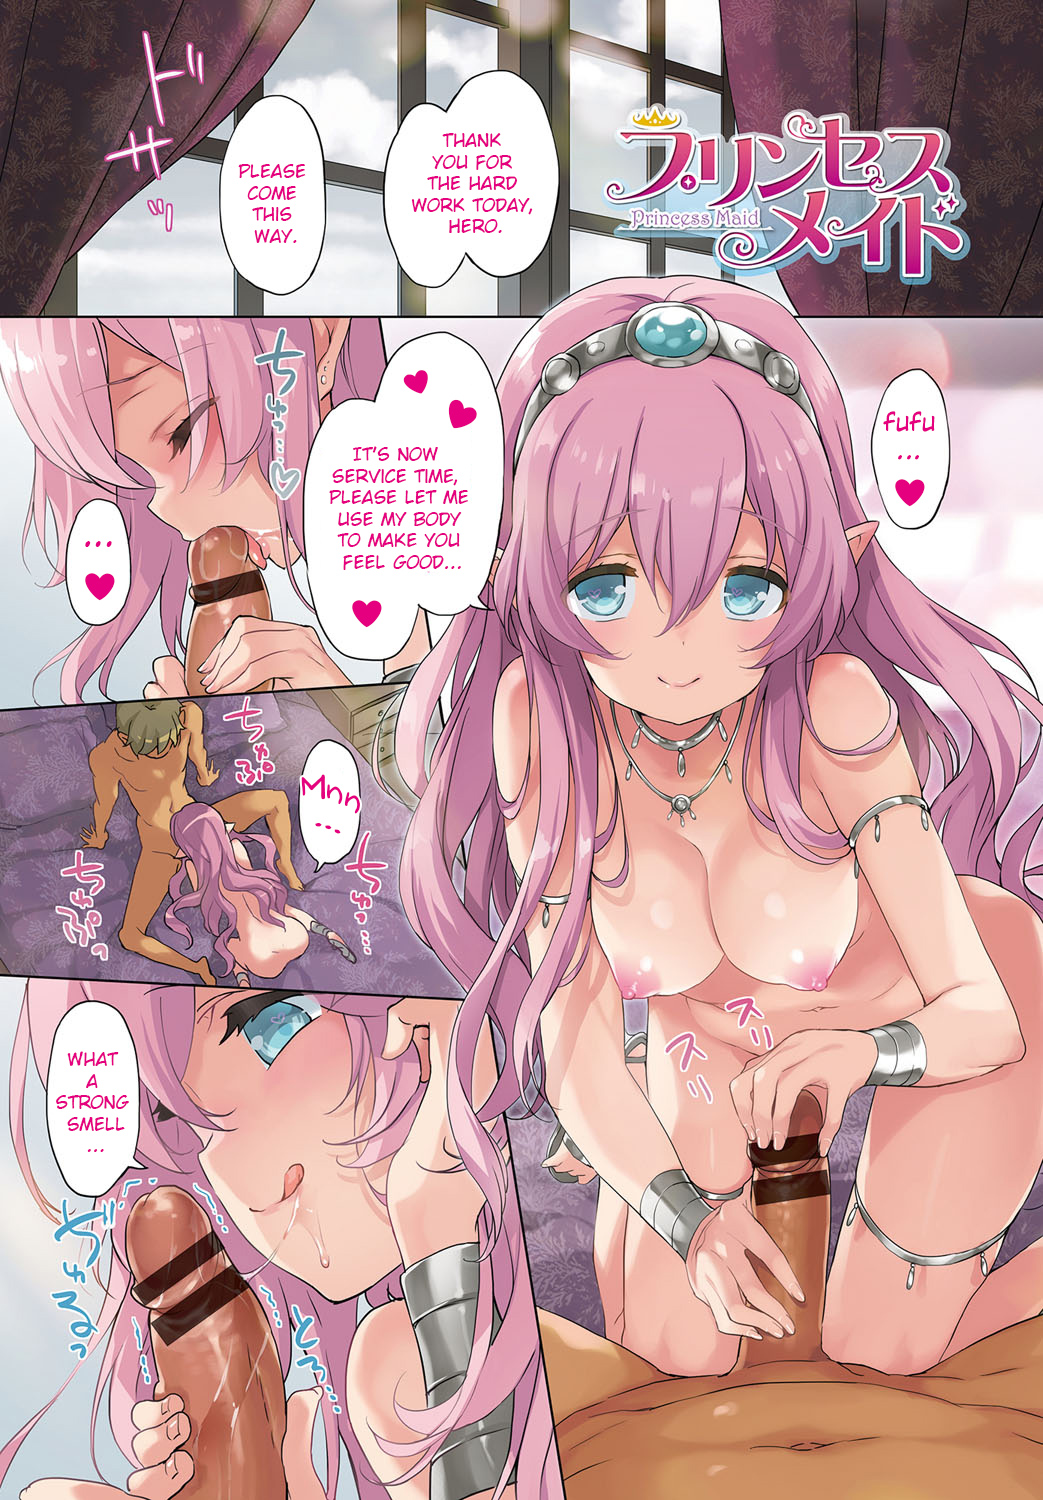 プリンセス
メイド
Princess Maid
THANK
YOU FOR
THE HARD
WORK TODAY,
HERO.
PLEASE
COME
THIS
WAY.
ドサッ
fufu
...
IT'S NOW
SERVICE TIME,
PLEASE LET ME
USE MY BODY
TO MAKE YOU
FEEL GOOD...
ちゅっ...
...
スリ
スリ
ちゅぷ
Mnn
...
ちゅっ...
ちゅぷっ
WHAT
A
STRONG
SMELL
...
とろぉ